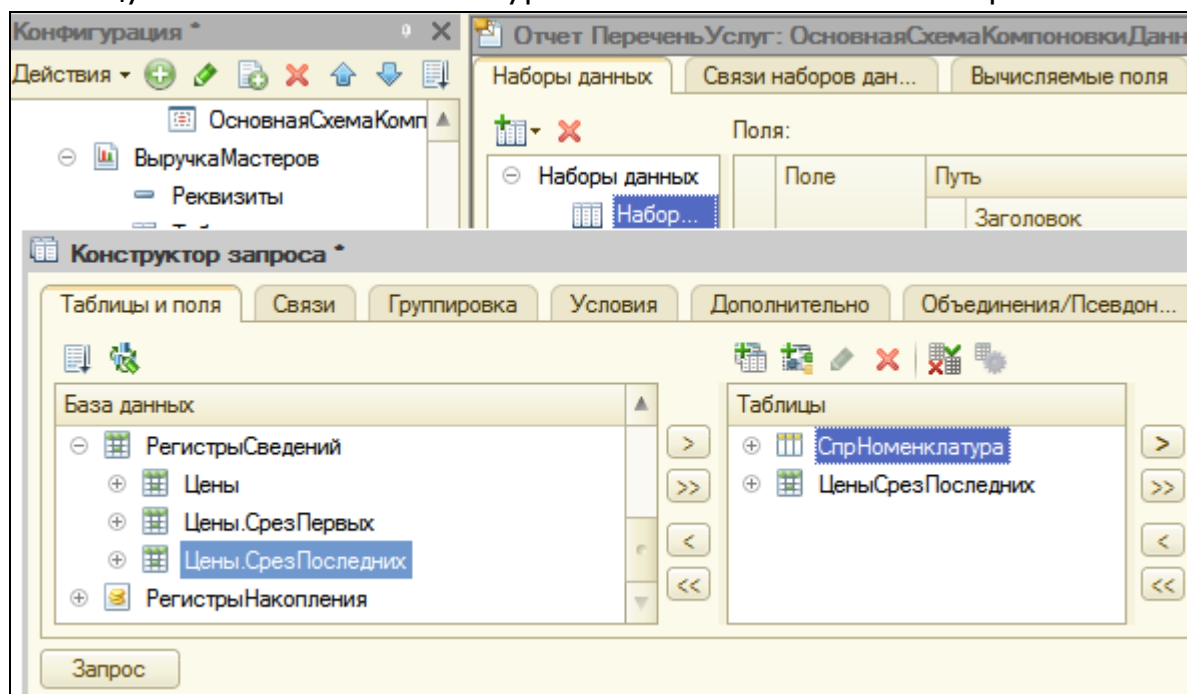 Конфигурация *
Отчет ПереченьУслуг: ОсновнаяСхемаКомпоновкиДанн
Действия
Наборы данных
Связи наборов дан...
Вычисляемые поля
ОсновнаяСхемаКомп
Поля:
ВыручкаМастеров
Наборы данных
Поле
Путь
Реквизиты
Набор...
Заголовок
Конструктор запроса *
Таблицы и поля
Связи
Группировка
Условия
Дополнительно
Объединения/Псевдон...
База данных
Таблицы
РегистрыСведений
СпрНоменклатура
>
>
Цены
ЦеныСрезПоследних
>>
>>
Цены.СрезПервых
Цены.СрезПоследних
<
<
РегистрыНакопления
<<
<<
Запрос